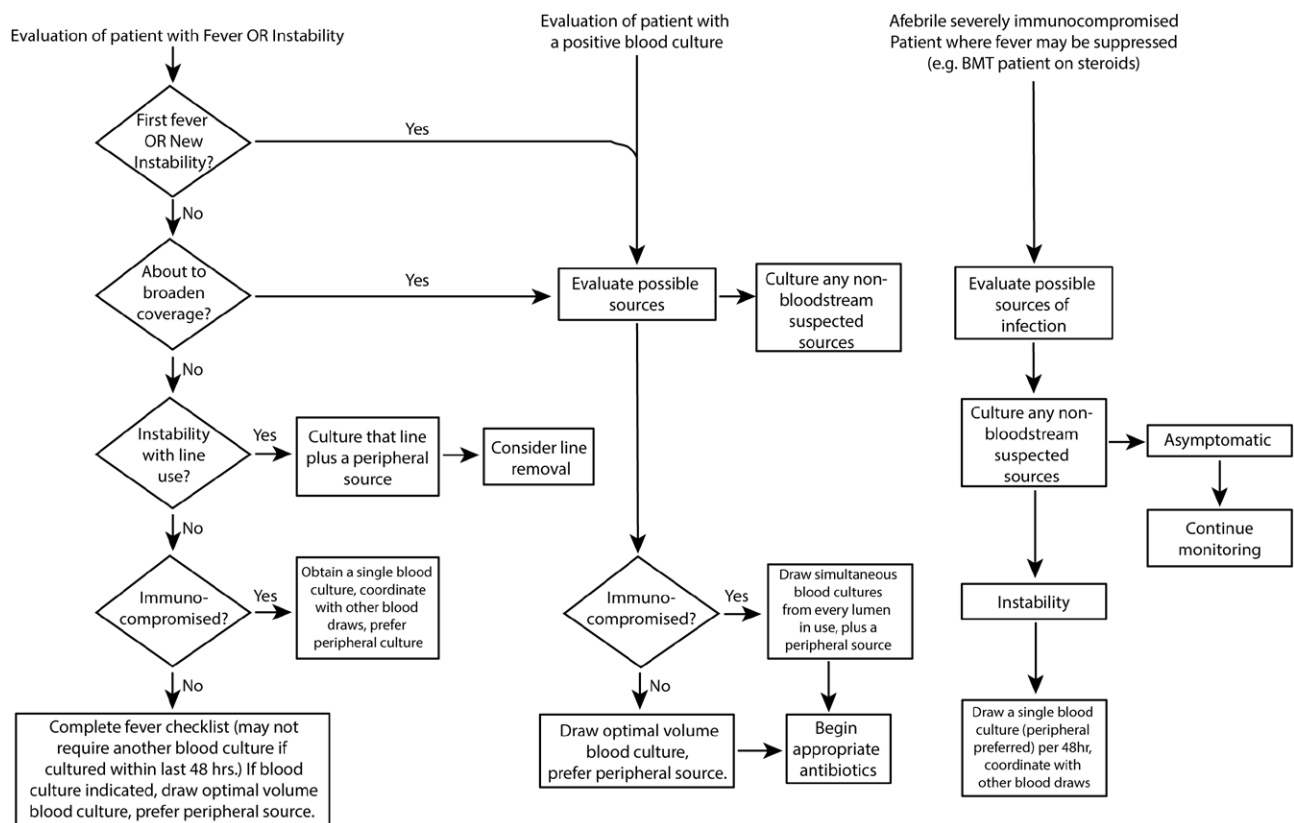 Evaluation of patient with Fever OR Instability
First fever
OR New
Instability?
Yes
No
About to
broaden
coverage?
Yes
No
Instability
with line
use?
Yes
Culture that line
plus a peripheral
source
Consider line
removal
No
Immuno-
compromised?
Yes
Obtain a single blood
culture, coordinate
with other blood
draws, prefer
peripheral culture
No
Complete fever checklist (may not
require another blood culture if
cultured within last 48 hrs.) If blood
culture indicated, draw optimal volume
blood culture, prefer peripheral source.
Evaluation of patient with
a positive blood culture
Evaluate possible
sources
Culture any non-
bloodstream
suspected
sources
Immuno-
compromised?
Yes
Draw simultaneous
blood cultures
from every lumen
in use, plus a
peripheral source
No
Draw optimal volume
blood culture,
prefer peripheral source.
Begin
appropriate
antibiotics
Afebrile severely immunocompromised
Patient where fever may be suppressed
(e.g. BMT patient on steroids)
Evaluate possible
sources of
infection
Culture any non-
bloodstream
suspected
sources
Asymptomatic
Continue
monitoring
Instability
Draw a single blood
culture (peripheral
preferred) per 48hr,
coordinate with
other blood draws